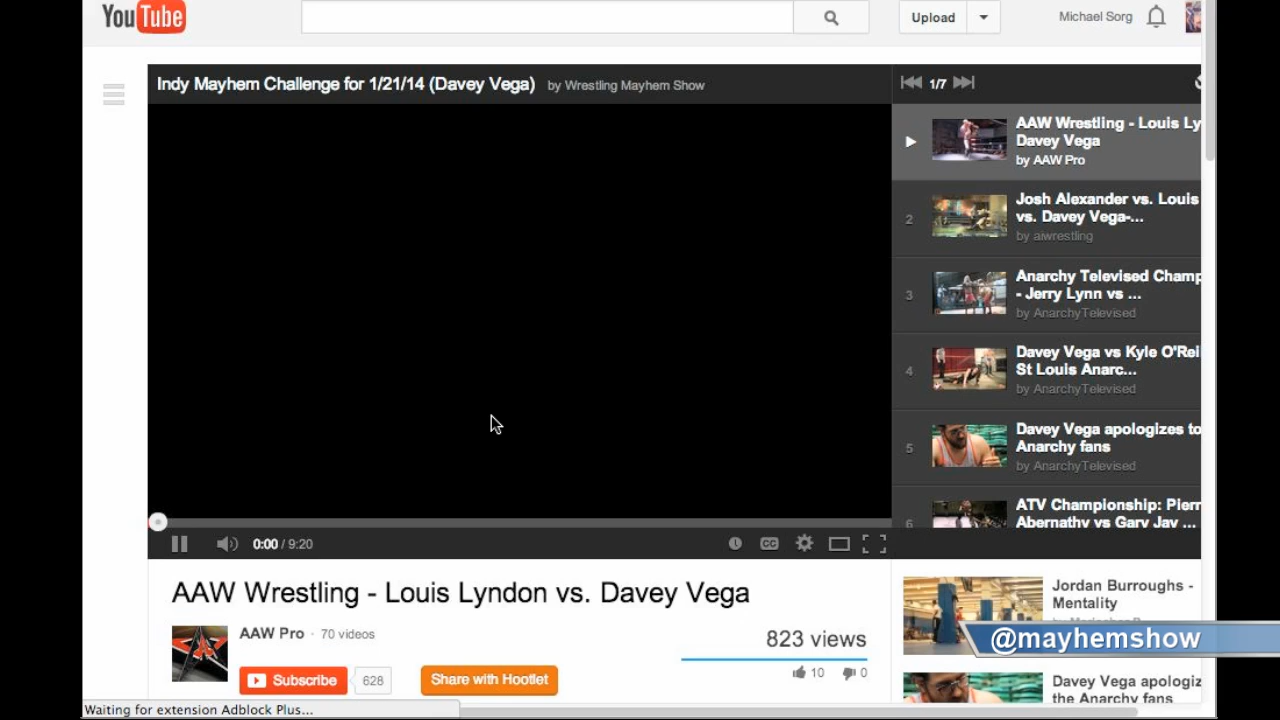 YouTube
Upload
Michael Sorg
Indy Mayhem Challenge for 1/21/14 (Davey Vega) by Wrestling Mayhem Show
1/7
AAW Wrestling - Louis Ly
Davey Vega
by AAW Pro
2
Josh Alexander vs. Louis
vs. Davey Vega-...
by aiwrestling
3
Anarchy Televised Champ
- Jerry Lynn vs ...
by AnarchyTelevised
4
Davey Vega vs Kyle O'Rei
St Louis Anarc...
by AnarchyTelevised
5
Davey Vega apologizes to
Anarchy fans
by AnarchyTelevised
6
ATV Championship: Pierr
Abernathy vs Gary Jay ...
0:00 / 9:20
CC
AAW Wrestling - Louis Lyndon vs. Davey Vega
AAW Pro · 70 videos
823 views
Subscribe
628
Share with Hootlet
10
0
Jordan Burroughs -
Mentality
@mayhemshow
Davey Vega apologiz
the Anarchy fans
Waiting for extension Adblock Plus...